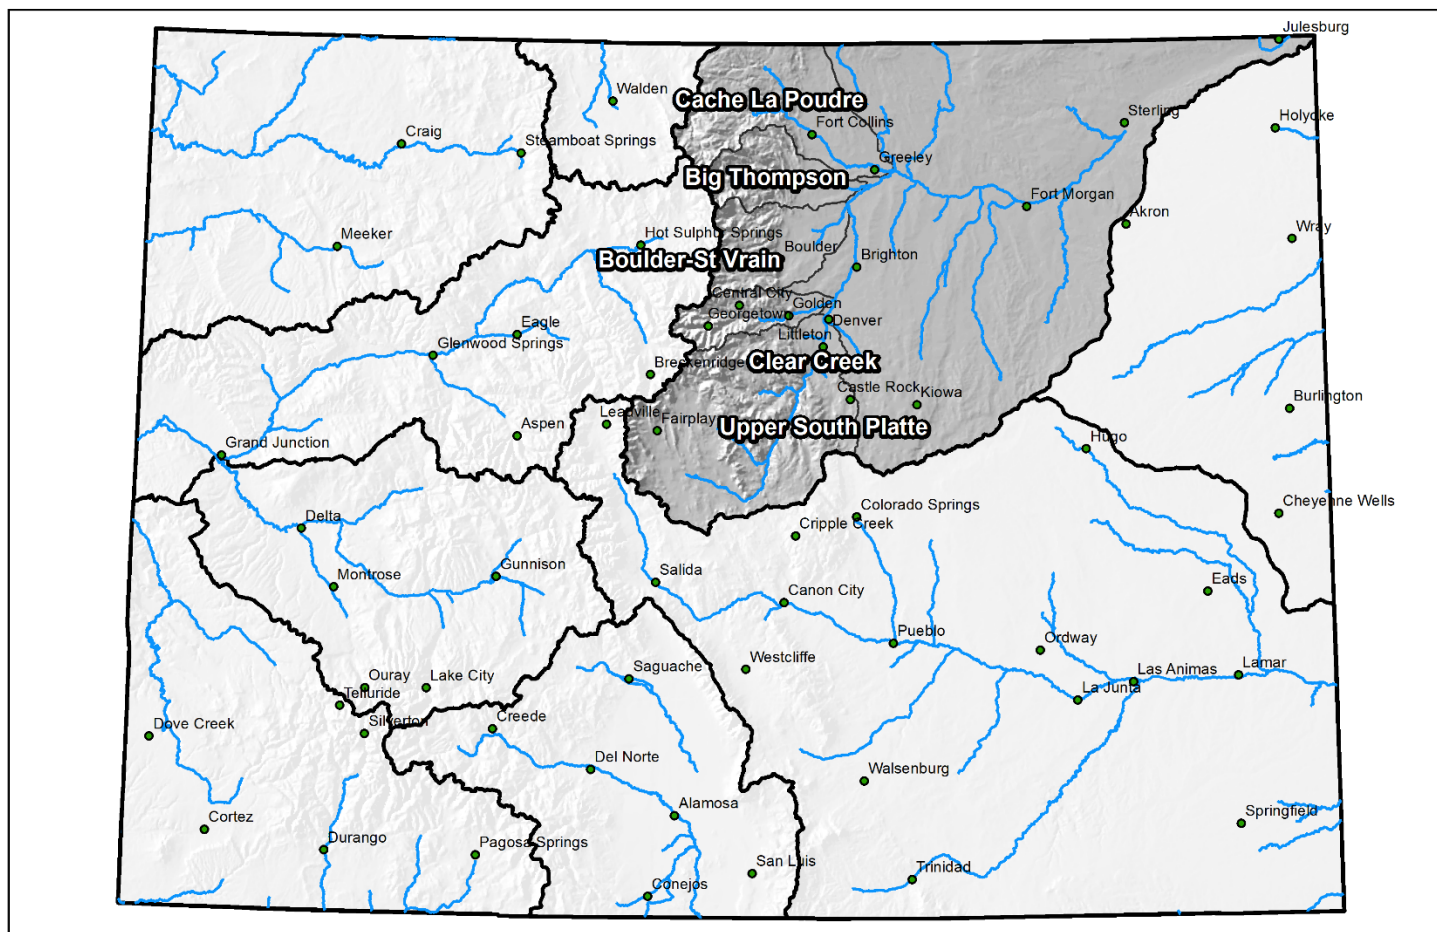 Julesburg
Walden
Cache La Poudre
Sterling
Holyoke
Fort Collins
Craig
Steamboat Springs
Greeley
Big Thompson
Fort Morgan
Akron
Wray
Meeker
Hot Sulphur Springs
Boulder
Brighton
Boulder-St Vrain
Central City
Golden
Georgetown
Denver
Eagle
Littleton
Glenwood Springs
Breckenridge
Clear Creek
Castle Rock
Kiowa
Burlington
Leadville
Fairplay
Upper South Platte
Aspen
Grand Junction
Hugo
Cheyenne Wells
Colorado Springs
Delta
Cripple Creek
Gunnison
Salida
Montrose
Eads
Canon City
Pueblo
Ordway
Westcliffe
Saguache
Las Animas
Lamar
Ouray
Lake City
La Junta
Telluride
Silverton
Creede
Dove Creek
Del Norte
Walsenburg
Alamosa
Springfield
Cortez
Durango
Pagosa Springs
San Luis
Trinidad
Conejos